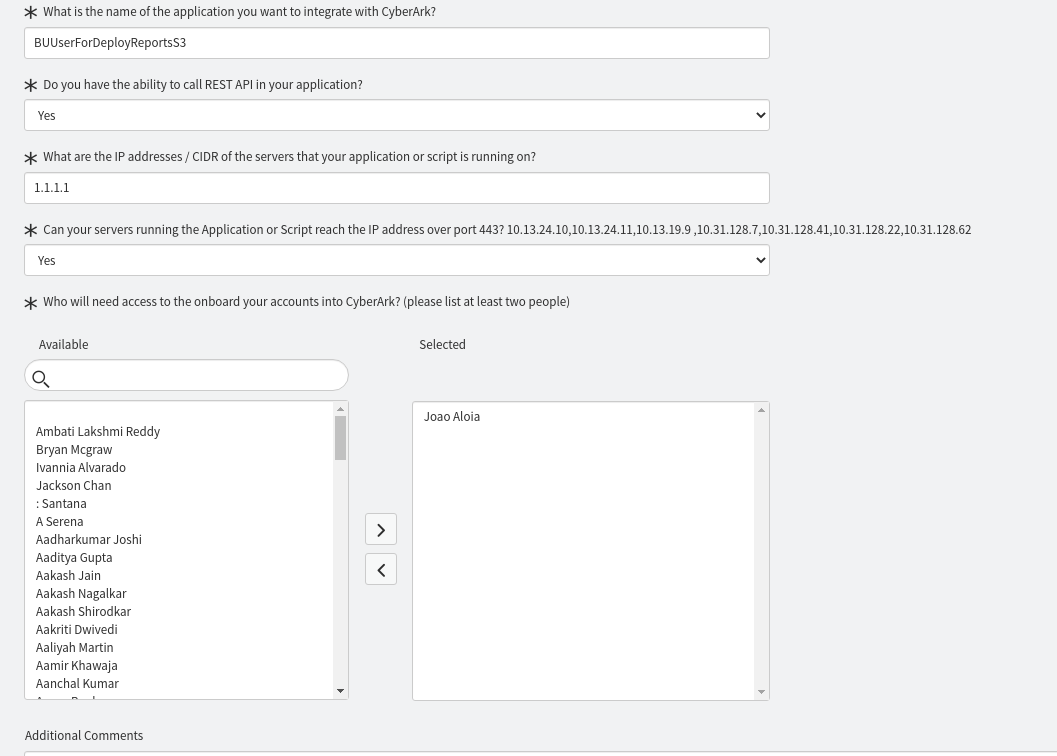 * What is the name of the application you want to integrate with CyberArk?
BUUserForDeployReportsS3
* Do you have the ability to call REST API in your application?
Yes
* What are the IP addresses / CIDR of the servers that your application or script is running on?
1.1.1.1
* Can your servers running the Application or Script reach the IP address over port 443? 10.13.24.10,10.13.24.11,10.13.19.9 ,10.31.128.7,10.31.128.41,10.31.128.22,10.31.128.62
Yes
* Who will need access to the onboard your accounts into CyberArk? (please list at least two people)
Available
Selected
Ambati Lakshmi Reddy
Bryan Mcgraw
Ivannia Alvarado
Jackson Chan
: Santana
A Serena
Aadharkumar Joshi
Aaditya Gupta
Aakash Jain
Aakash Nagalkar
Aakash Shirodkar
Aakriti Dwivedi
Aaliyah Martin
Aamir Khawaja
Aanchal Kumar
Joao Aloia
Additional Comments